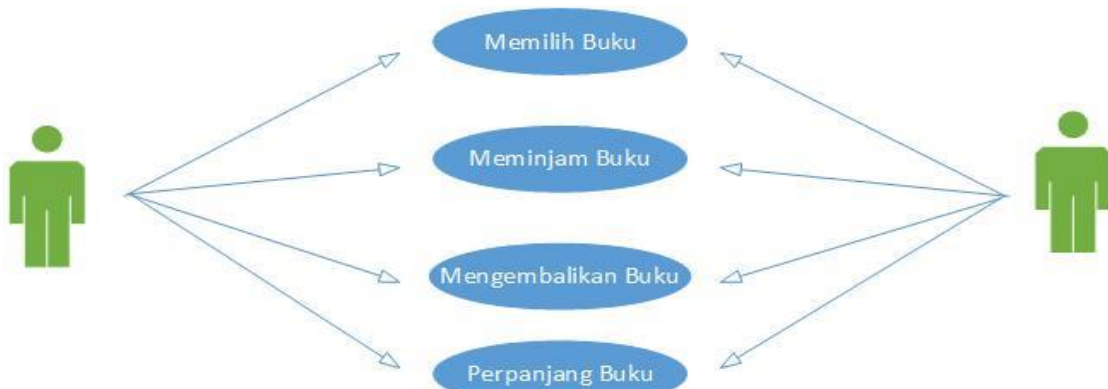 Memilih Buku
Meminjam Buku
Mengembalikan Buku
Perpanjang Buku